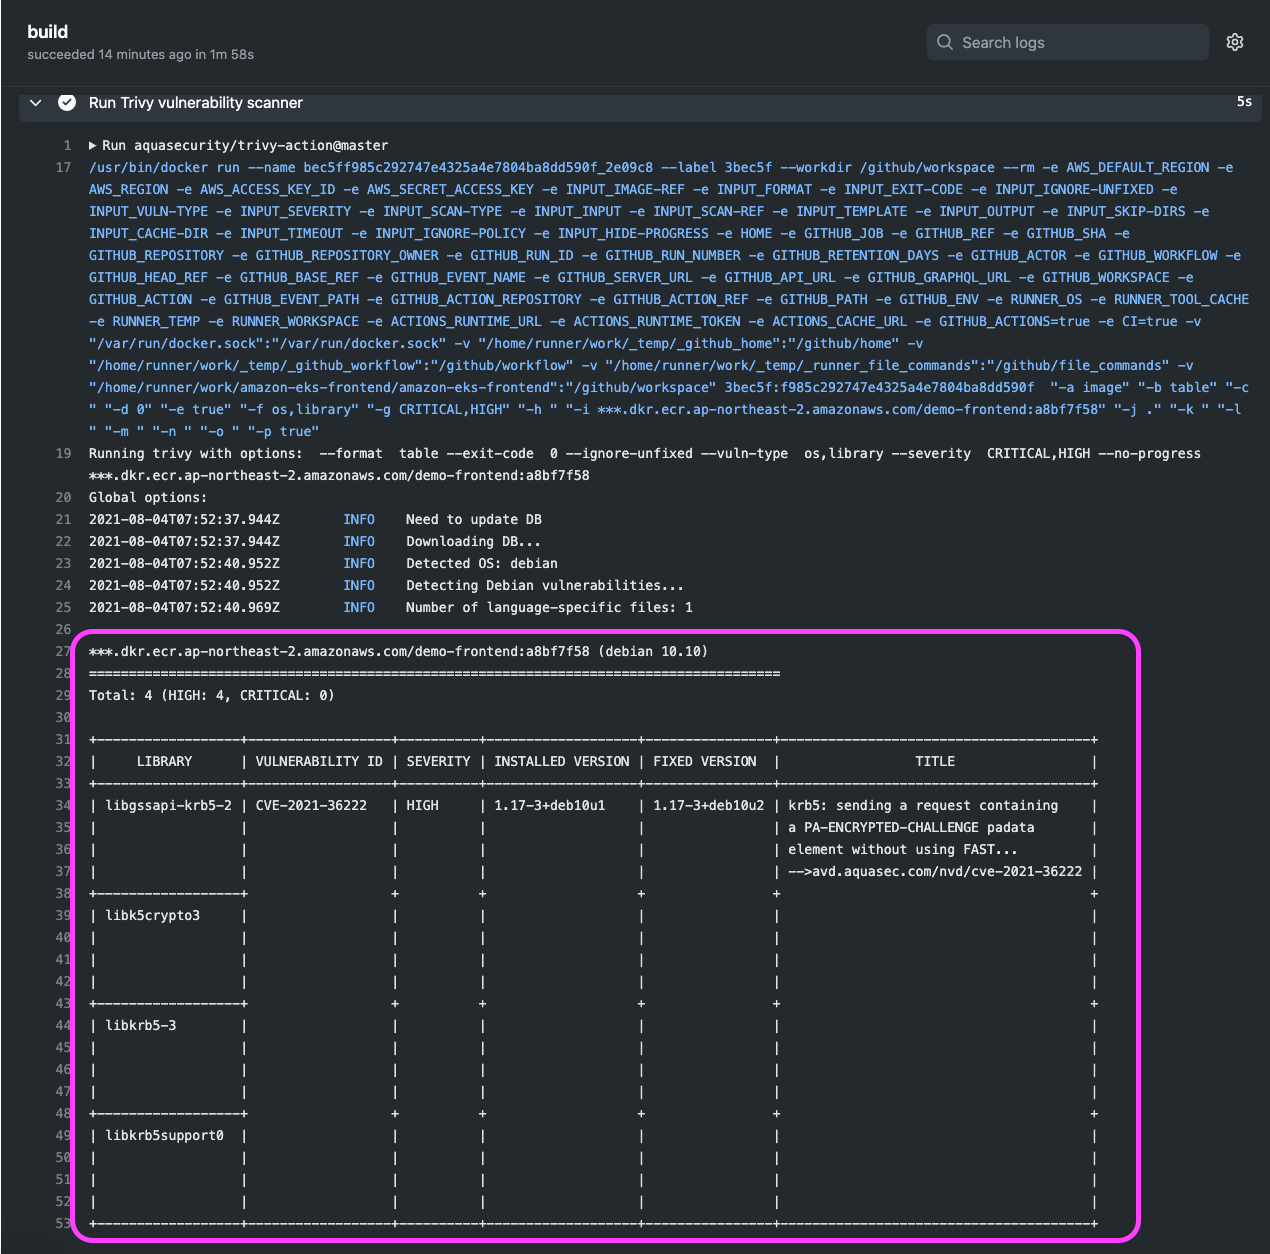 build
succeeded 14 minutes ago in 1m 58s
Search logs
Run Trivy vulnerability scanner 5s
1 ▶ Run aquasecurity/trivy-action@master
17 /usr/bin/docker run --name bec5ff985c292747e4325a4e7804ba8dd590f_2e09c8 --label 3bec5f --workdir /github/workspace --rm -e AWS_DEFAULT_REGION -e
AWS_REGION -e AWS_ACCESS_KEY_ID -e AWS_SECRET_ACCESS_KEY -e INPUT_IMAGE-REF -e INPUT_FORMAT -e INPUT_EXIT-CODE -e INPUT_IGNORE-UNFIXED -e
INPUT_VULN-TYPE -e INPUT_SEVERITY -e INPUT_SCAN-TYPE -e INPUT_INPUT -e INPUT_SCAN-REF -e INPUT_TEMPLATE -e INPUT_OUTPUT -e INPUT_SKIP-DIRS -e
INPUT_CACHE-DIR -e INPUT_TIMEOUT -e INPUT_IGNORE-POLICY -e INPUT_HIDE-PROGRESS -e HOME -e GITHUB_JOB -e GITHUB_REF -e GITHUB_SHA -e
GITHUB_REPOSITORY -e GITHUB_REPOSITORY_OWNER -e GITHUB_RUN_ID -e GITHUB_RUN_NUMBER -e GITHUB_RETENTION_DAYS -e GITHUB_ACTOR -e GITHUB_WORKFLOW -e
GITHUB_HEAD_REF -e GITHUB_BASE_REF -e GITHUB_EVENT_NAME -e GITHUB_SERVER_URL -e GITHUB_API_URL -e GITHUB_GRAPHQL_URL -e GITHUB_WORKSPACE -e
GITHUB_ACTION -e GITHUB_EVENT_PATH -e GITHUB_ACTION_REPOSITORY -e GITHUB_ACTION_REF -e GITHUB_PATH -e GITHUB_ENV -e RUNNER_OS -e RUNNER_TOOL_CACHE
-e RUNNER_TEMP -e RUNNER_WORKSPACE -e ACTIONS_RUNTIME_URL -e ACTIONS_RUNTIME_TOKEN -e ACTIONS_CACHE_URL -e GITHUB_ACTIONS=true -e CI=true -v
"/var/run/docker.sock":"/var/run/docker.sock" -v "/home/runner/work/_temp/_github_home":"/github/home" -v
"/home/runner/work/_temp/_github_workflow":"/github/workflow" -v "/home/runner/work/_temp/_runner_file_commands":"/github/file_commands" -v
"/home/runner/work/amazon-eks-frontend/amazon-eks-frontend":"/github/workspace" 3bec5f:f985c292747e4325a4e7804ba8dd590f "-a image" "-b table" "-c
" "-d 0" "-e true" "-f os,library" "-g CRITICAL,HIGH" "-h " "-i ***.dkr.ecr.ap-northeast-2.amazonaws.com/demo-frontend:a8bf7f58" "-j ." "-k " "-l
" "-m " "-n " "-o " "-p true"
19 Running trivy with options: --format table --exit-code 0 --ignore-unfixed --vuln-type os,library --severity CRITICAL,HIGH --no-progress
***.dkr.ecr.ap-northeast-2.amazonaws.com/demo-frontend:a8bf7f58
20 Global options:
21 2021-08-04T07:52:37.944Z INFO Need to update DB
22 2021-08-04T07:52:37.944Z INFO Downloading DB...
23 2021-08-04T07:52:40.952Z INFO Detected OS: debian
24 2021-08-04T07:52:40.952Z INFO Detecting Debian vulnerabilities...
25 2021-08-04T07:52:40.969Z INFO Number of language-specific files: 1
26
27 ***.dkr.ecr.ap-northeast-2.amazonaws.com/demo-frontend:a8bf7f58 (debian 10.10)
28 =======================================================================================
29 Total: 4 (HIGH: 4, CRITICAL: 0)
30
31 +------------------+------------------+----------+-------------------+---------------+---------------------------------------+
32 | LIBRARY | VULNERABILITY ID | SEVERITY | INSTALLED VERSION | FIXED VERSION | TITLE |
33 +------------------+------------------+----------+-------------------+---------------+---------------------------------------+
34 | libgssapi-krb5-2 | CVE-2021-36222 | HIGH | 1.17-3+deb10u1 | 1.17-3+deb10u2 | krb5: sending a request containing |
35 | | | | | | a PA-ENCRYPTED-CHALLENGE padata |
36 | | | | | | element without using FAST... |
37 | | | | | | -->avd.aquasec.com/nvd/cve-2021-36222 |
38 +------------------+ + + + + +
39 | libk5crypto3 | | | | | |
40 | | | | | | |
41 | | | | | | |
42 | | | | | | |
43 +------------------+ + + + + +
44 | libkrb5-3 | | | | | |
45 | | | | | | |
46 | | | | | | |
47 | | | | | | |
48 +------------------+ + + + + +
49 | libkrb5support0 | | | | | |
50 | | | | | | |
51 | | | | | | |
52 | | | | | | |
53 +------------------+------------------+----------+-------------------+---------------+---------------------------------------+